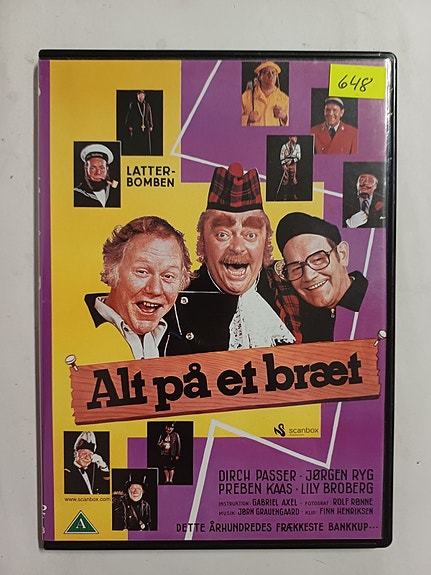 648
LATTER-
BOMBEN
Alt på et bræt
scanbox
DIRCH PASSER · JØRGEN RYG
PREBEN KAAS · LILY BROBERG
INSTRUKTION: GABRIEL AXEL · FOTOGRAF: ROLF RØNNE
MUSIK: JØRN GRAUENGAARD · KLIP: FINN HENRIKSEN
DETTE ÅRHUNDREDES FRÆKKESTE BANKKUP...
www.scanbox.com
A